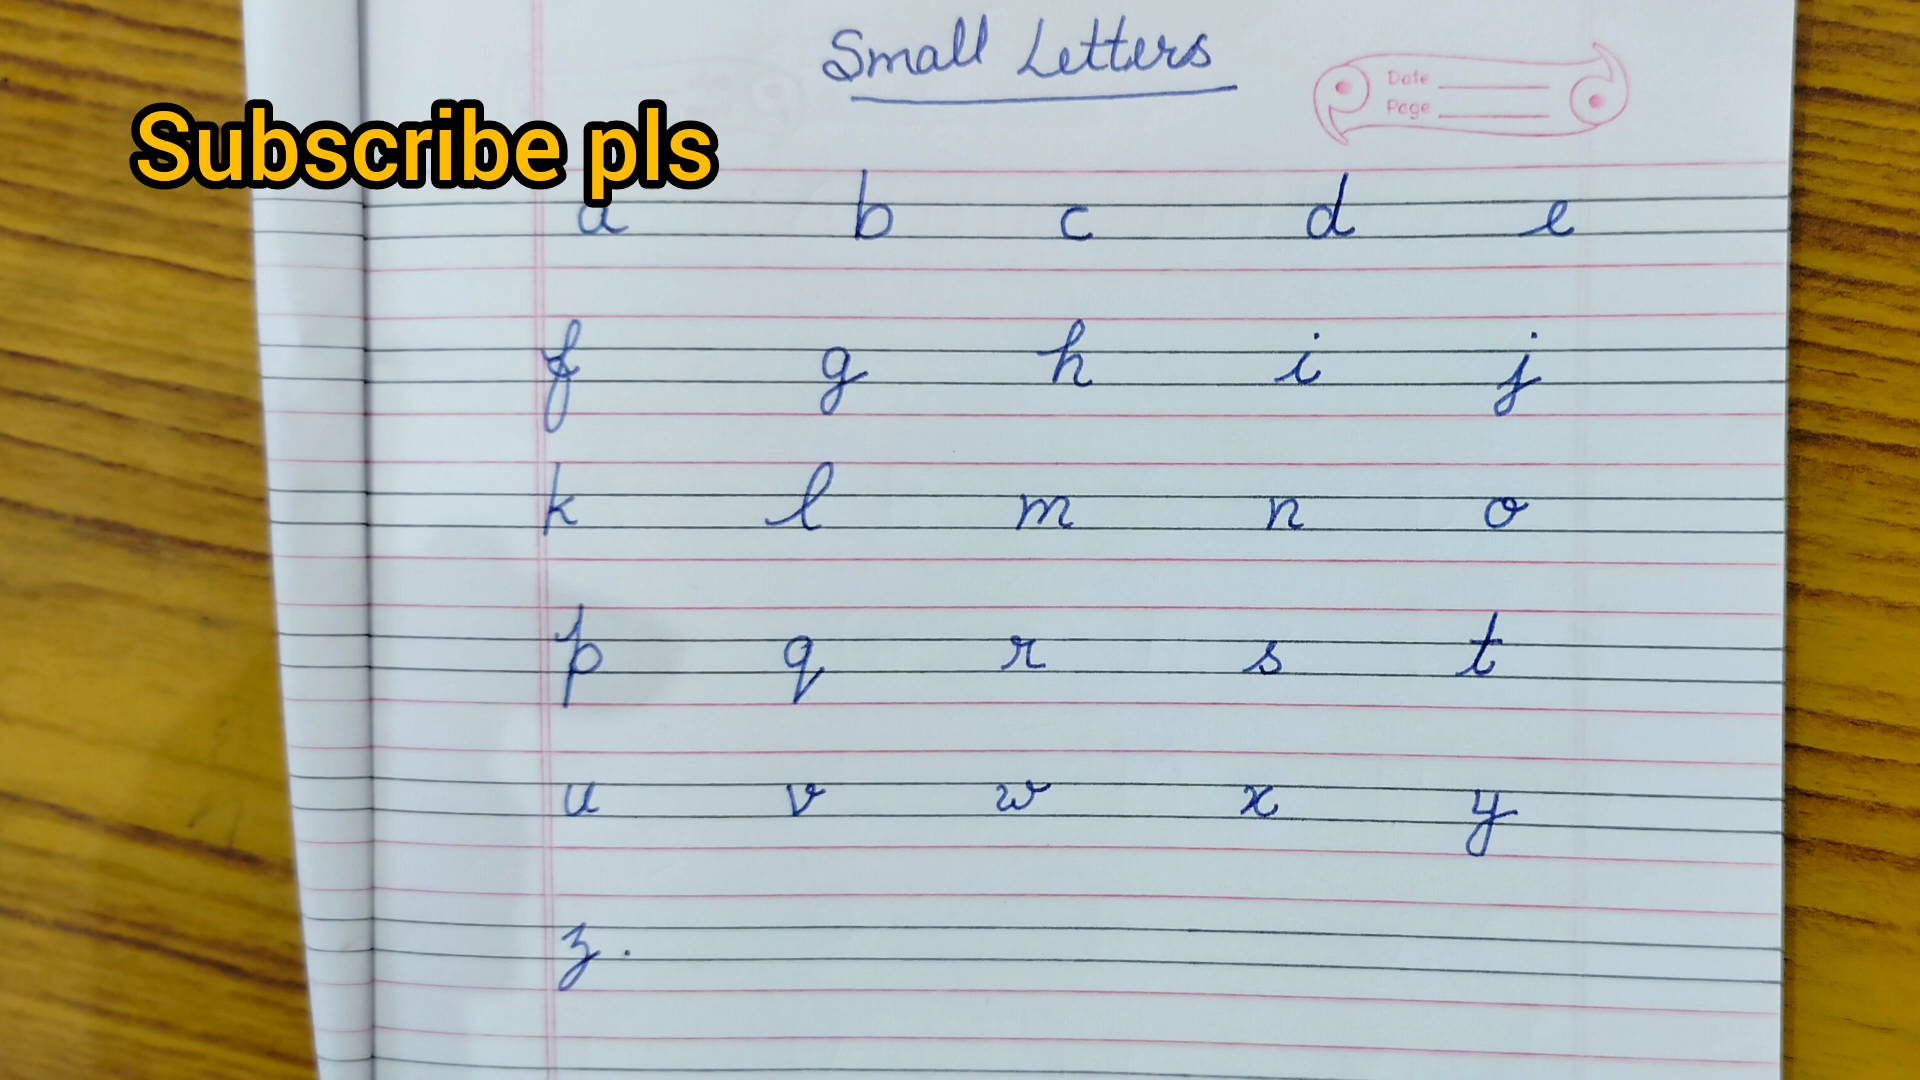 Small Letters
Date
Page
Subscribe pls
a b c d e
f g h i j
k l m n o
p q r s t
u v w x y
z.